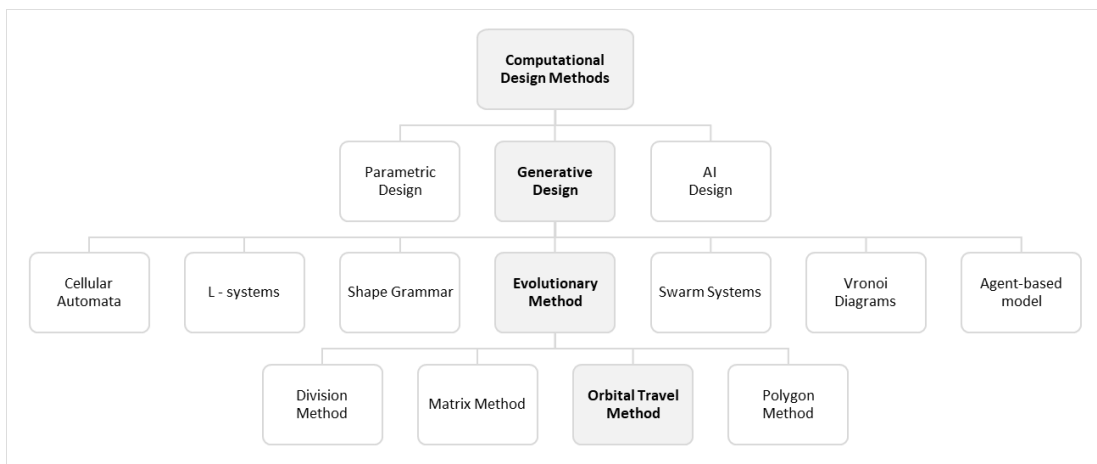 Computational
Design Methods
Parametric
Design
Generative
Design
AI
Design
Cellular
Automata
L - systems
Shape Grammar
Evolutionary
Method
Swarm Systems
Vronoi
Diagrams
Agent-based
model
Division
Method
Matrix Method
Orbital Travel
Method
Polygon
Method